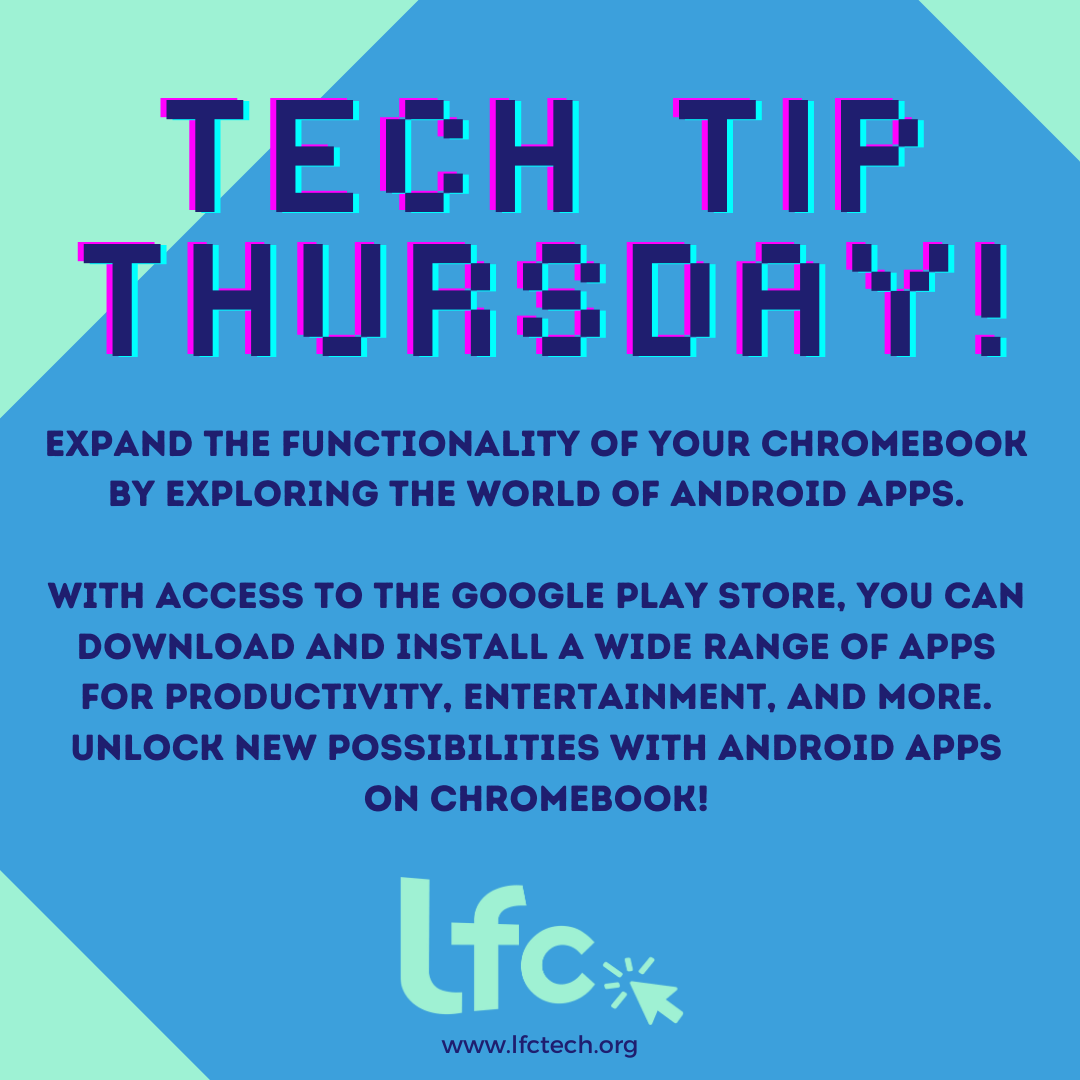 TECH TIP
THURSDAY!
EXPAND THE FUNCTIONALITY OF YOUR CHROMEBOOK
BY EXPLORING THE WORLD OF ANDROID APPS.
WITH ACCESS TO THE GOOGLE PLAY STORE, YOU CAN
DOWNLOAD AND INSTALL A WIDE RANGE OF APPS
FOR PRODUCTIVITY, ENTERTAINMENT, AND MORE.
UNLOCK NEW POSSIBILITIES WITH ANDROID APPS
ON CHROMEBOOK!
lfc
www.lfctech.org